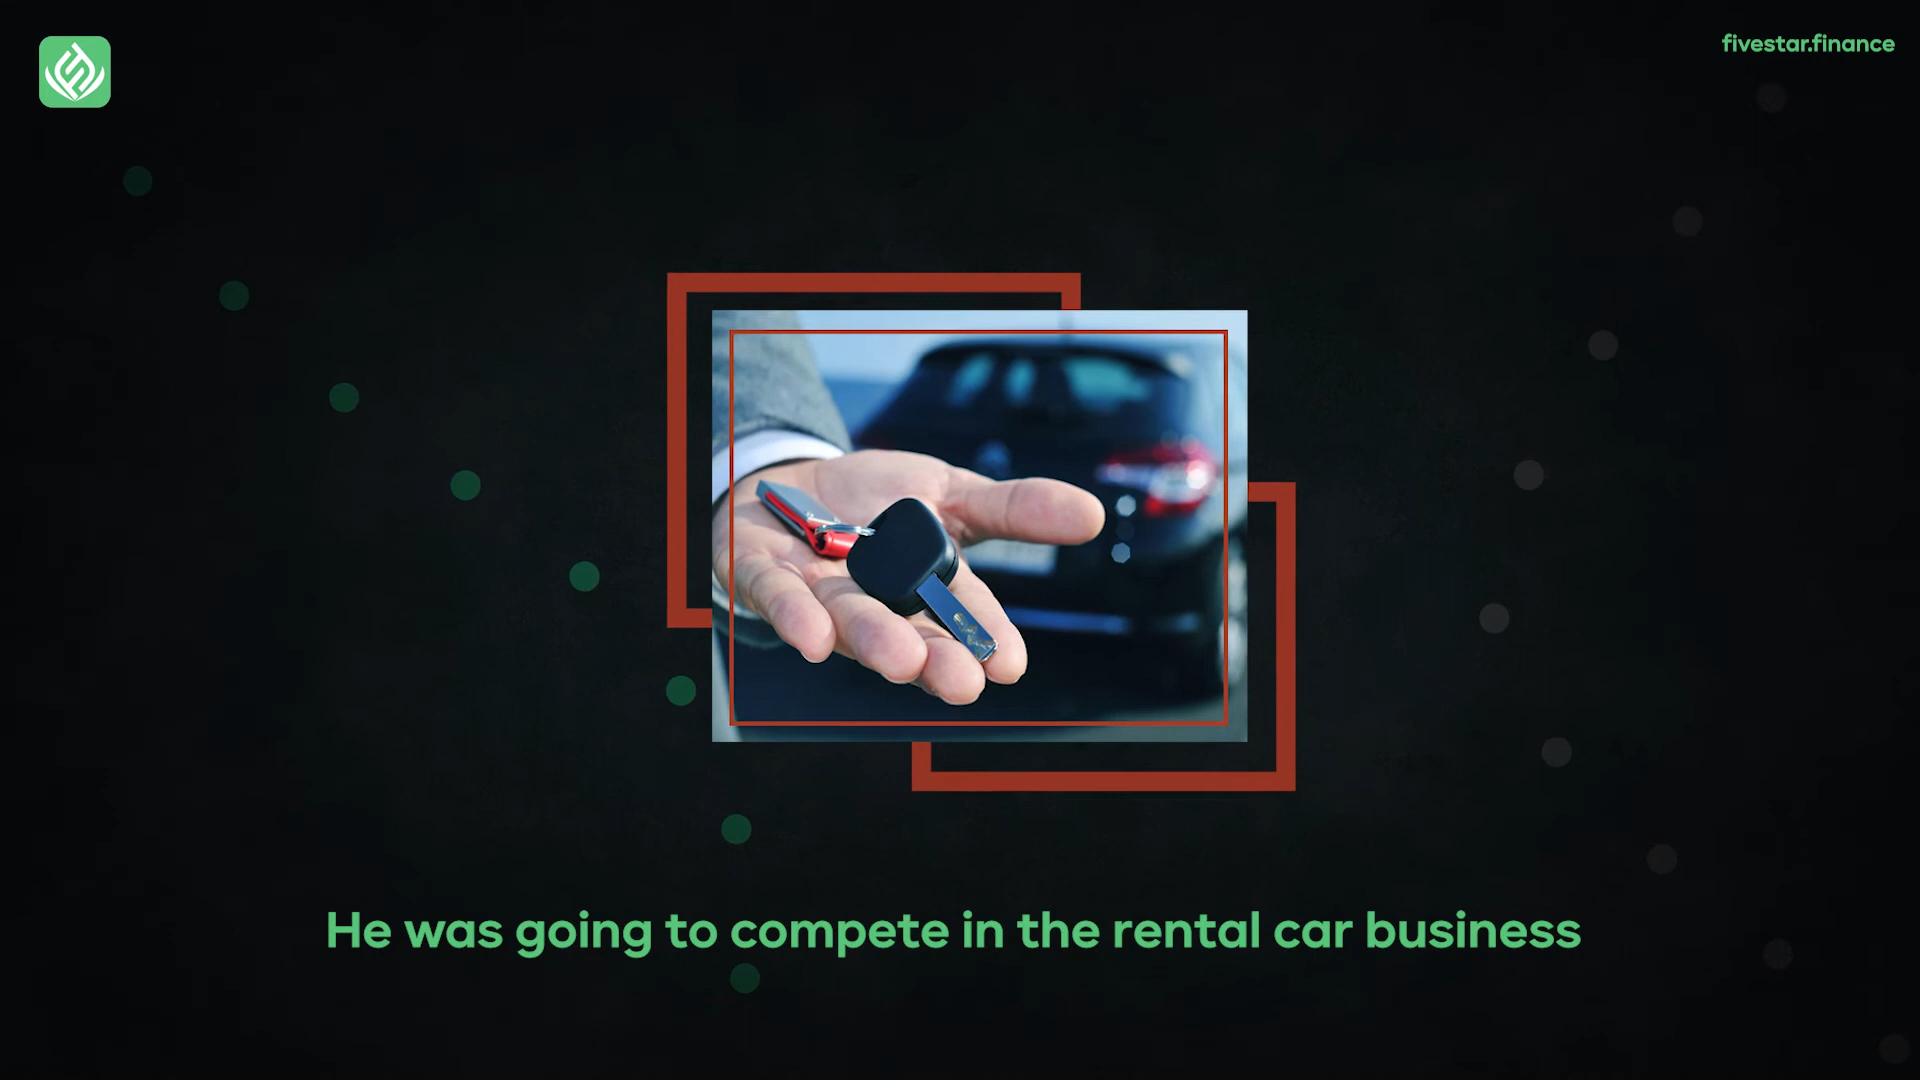 fivestar.finance
He was going to compete in the rental car business